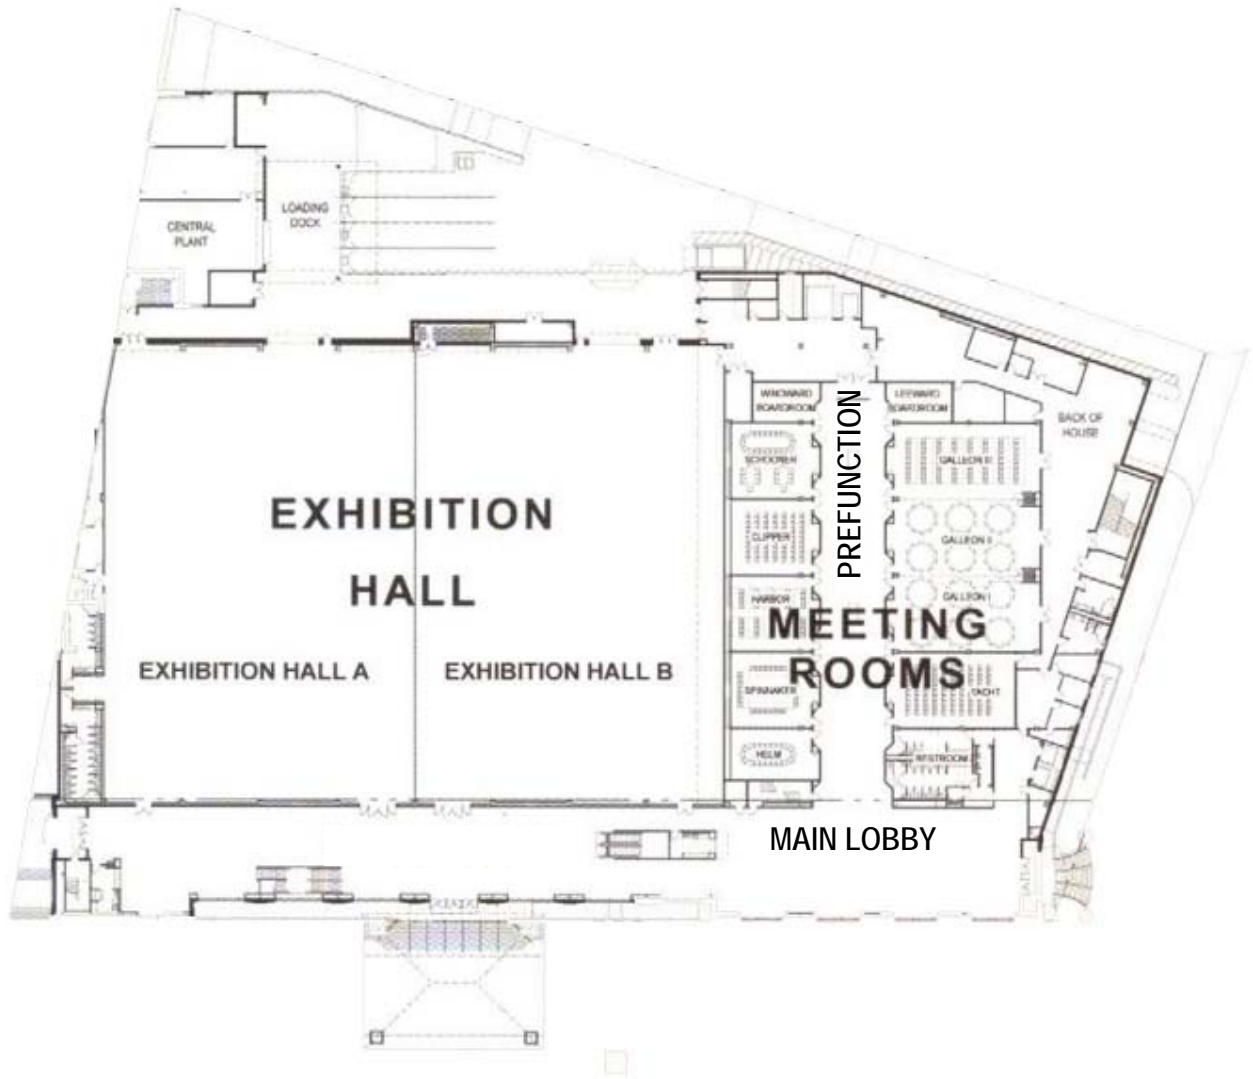 LOADING
DOCK
CENTRAL
PLANT
WINDWARD
BOARDROOM
LEEWARD
BOARDROOM
PREFUNCTION
BACK OF
HOUSE
SCHOONER
GALLEON III
EXHIBITION
HALL
CLIPPER
GALLEON II
HARBOR
GALLEON I
MEETING
ROOMS
EXHIBITION HALL A
EXHIBITION HALL B
SPINNAKER
YACHT
HELM
RESTROOM
MAIN LOBBY